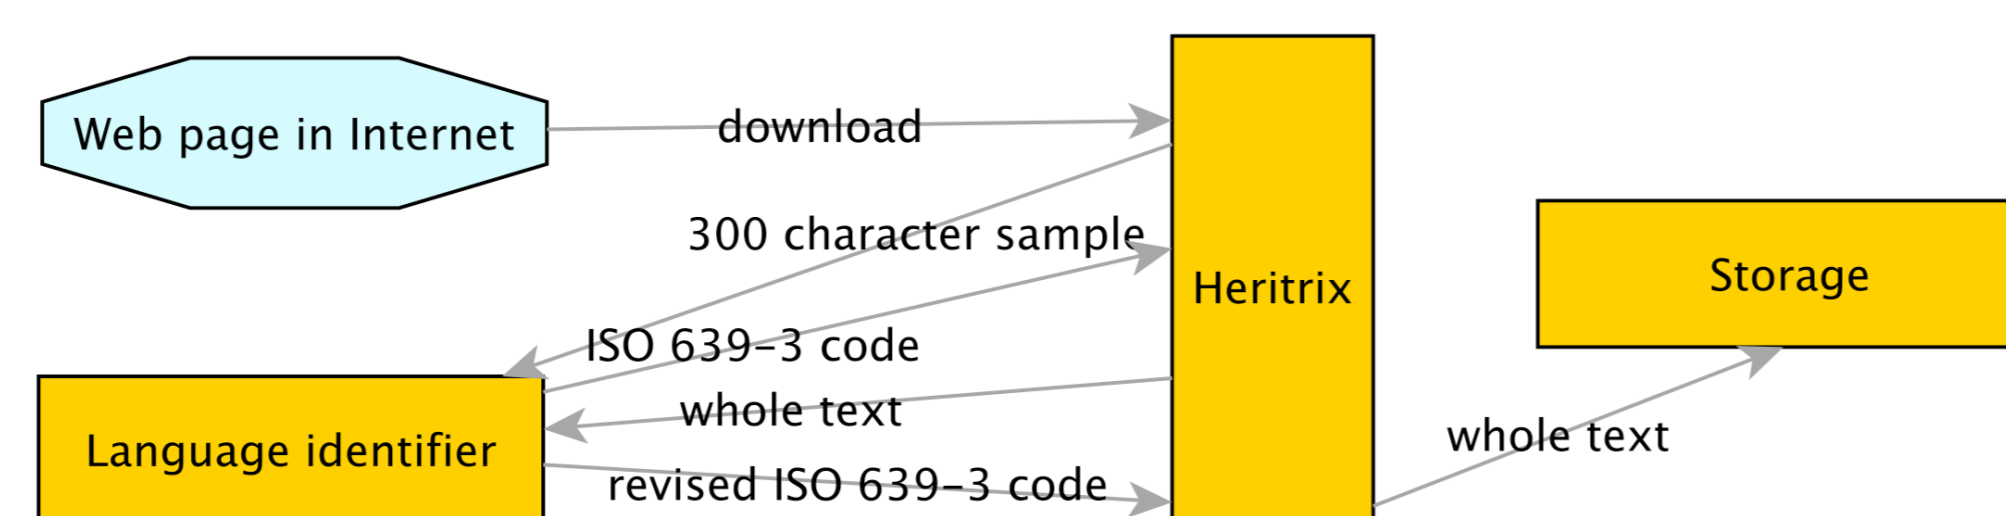 Web page in Internet
download
300 character sample
Heritrix
Storage
ISO 639-3 code
whole text
whole text
Language identifier
revised ISO 639-3 code